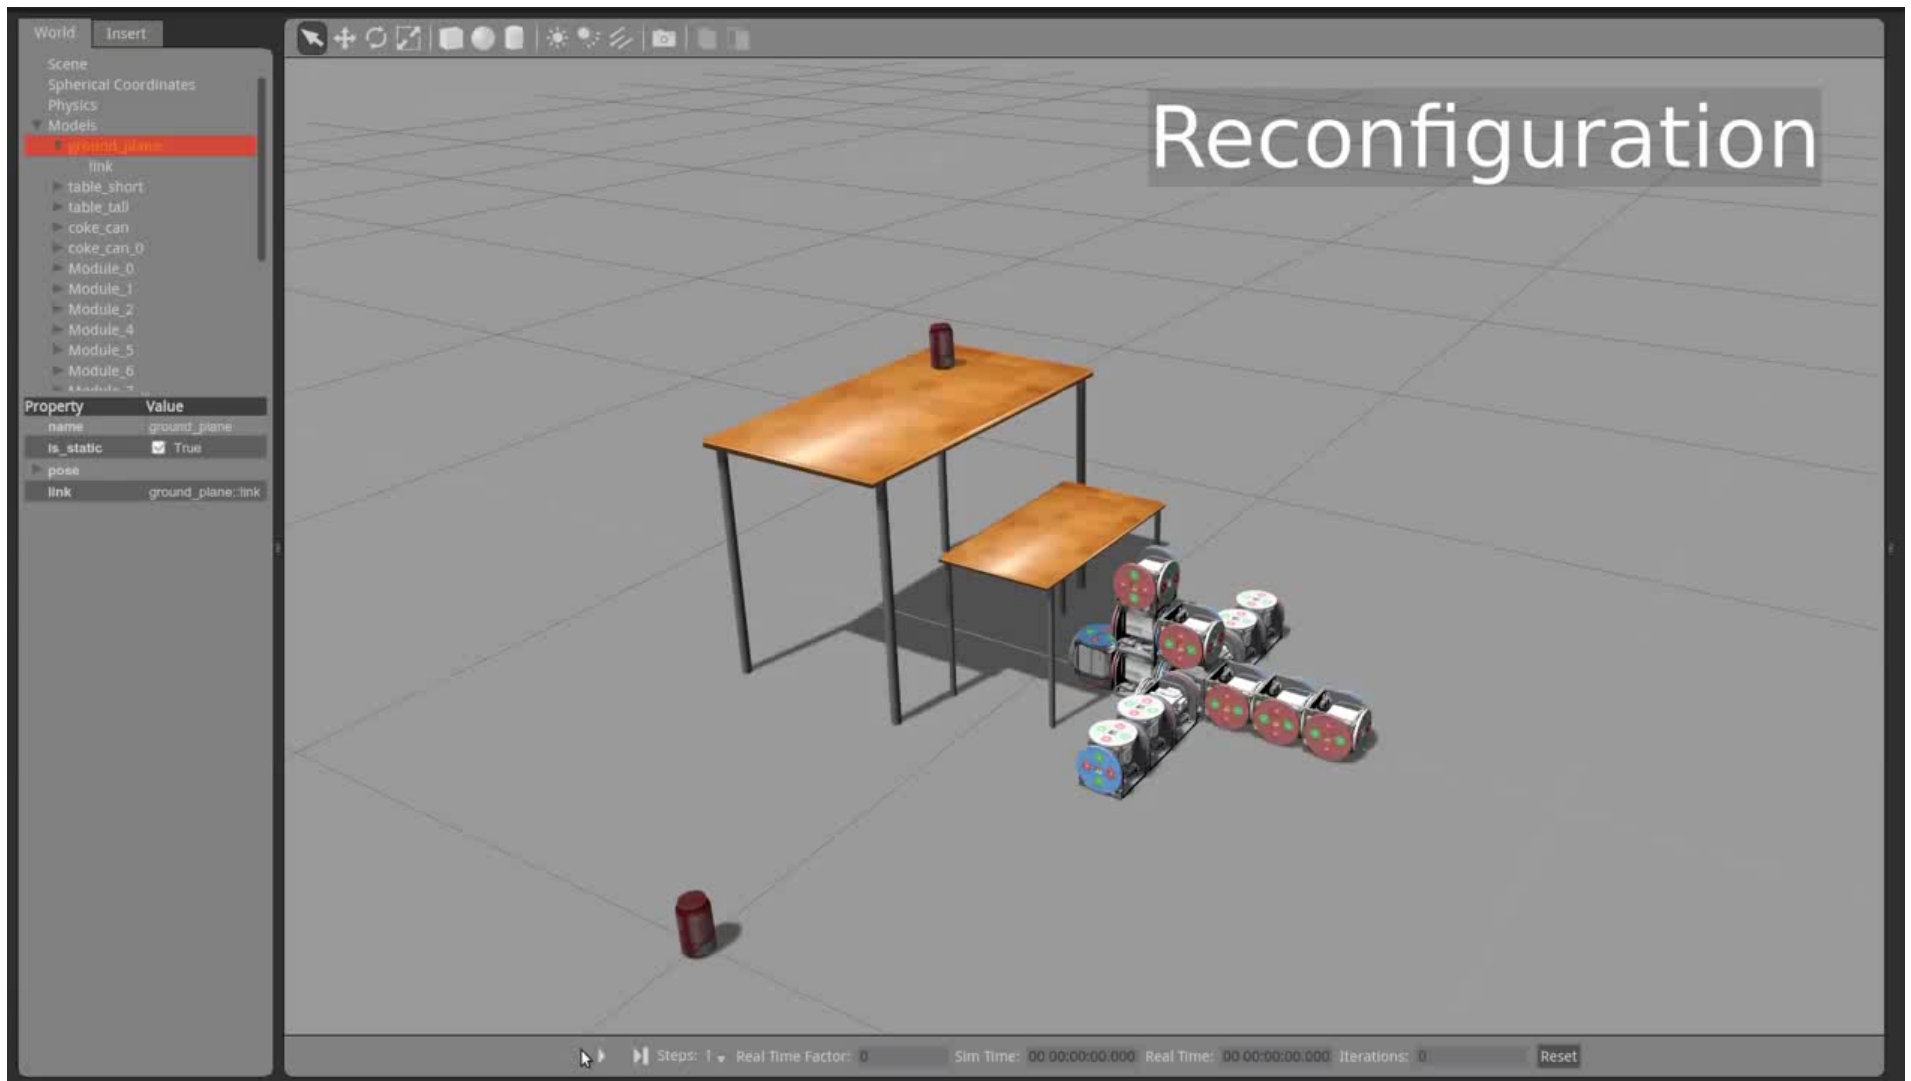 World Insert
Scene
Spherical Coordinates
Physics
Models
ground_plane
link
table_short
table_tall
coke_can
coke_can_0
Module_0
Module_1
Module_2
Module_4
Module_5
Module_6
Module_7
Property Value
name ground_plane
is_static True
pose
link ground_plane::link
Reconfiguration
Steps: 1 Real Time Factor: 0 Sim Time: 00 00:00:00.000 Real Time: 00 00:00:00.000 Iterations: 0 Reset